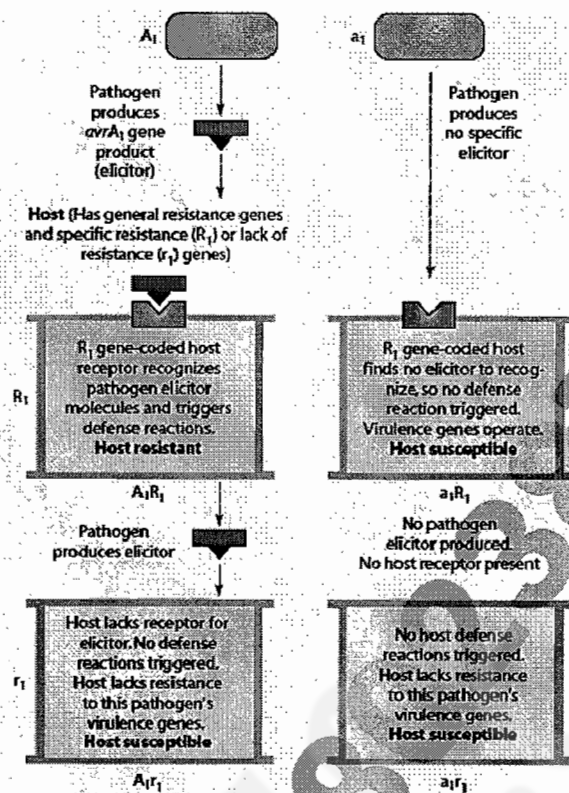 A₁
a₁
Pathogen
produces
avrA₁ gene
product
(elicitor)
Pathogen
produces
no specific
elicitor
Host (Has general resistance genes
and specific resistance (R₁) or lack of
resistance (r₁) genes)
R₁
R₁ gene-coded host
receptor recognizes
pathogen elicitor
molecules and triggers
defense reactions.
Host resistant
A₁R₁
R₁ gene-coded host
finds no elicitor to recog-
nize, so no defense
reaction triggered.
Virulence genes operate.
Host susceptible
a₁R₁
Pathogen
produces elicitor
No pathogen
elicitor produced.
No host receptor present
r₁
Host lacks receptor for
elicitor. No defense
reactions triggered.
Host lacks resistance
to this pathogen's
virulence genes.
Host susceptible
A₁r₁
No host defense
reactions triggered.
Host lacks resistance
to this pathogen's
virulence genes.
Host susceptible
a₁r₁